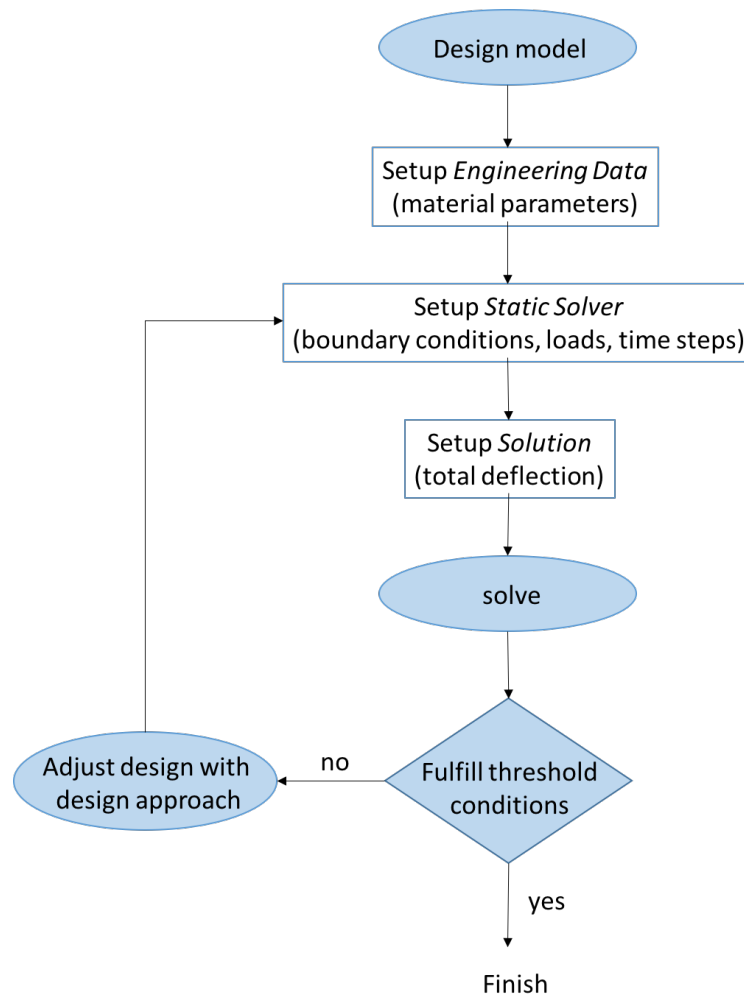 Design model
Setup Engineering Data
(material parameters)
Setup Static Solver
(boundary conditions, loads, time steps)
Setup Solution
(total deflection)
solve
Fulfill threshold
conditions
no
Adjust design with
design approach
yes
Finish